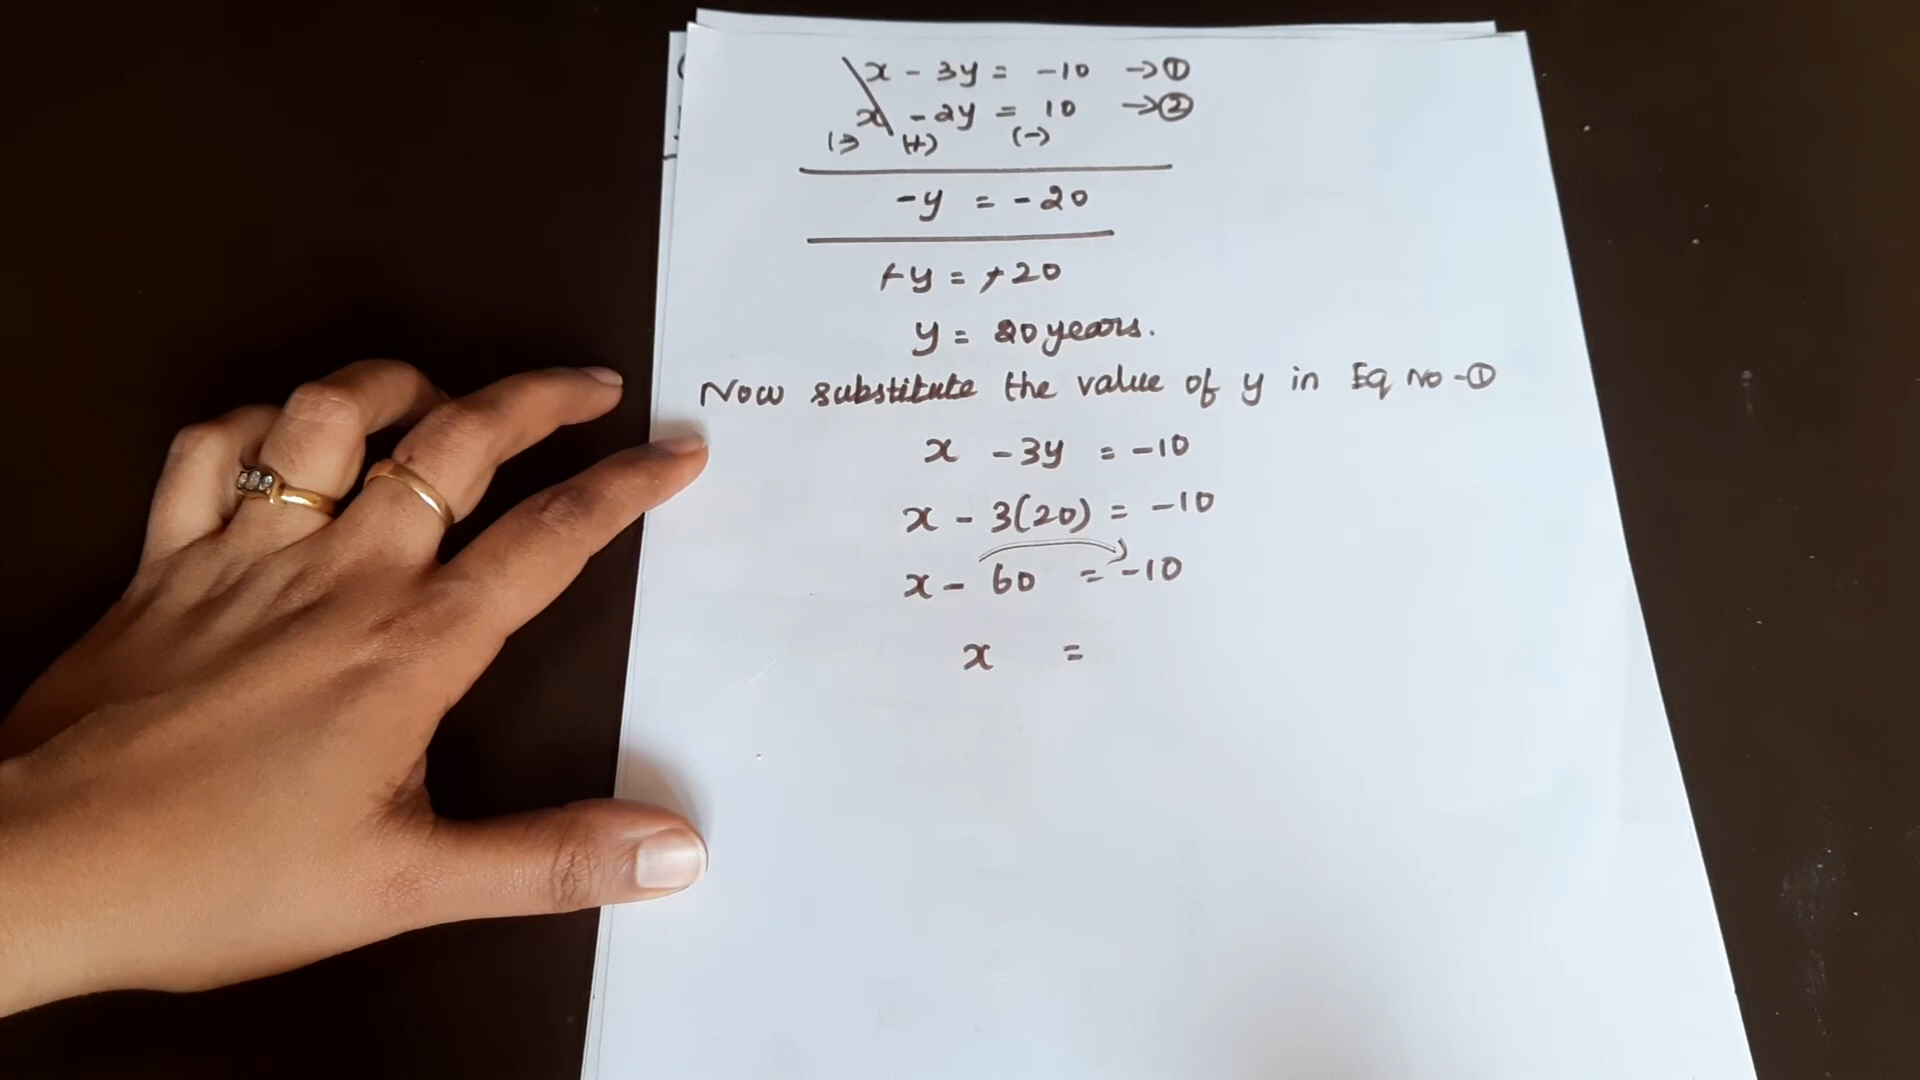 x - 3y = -10 → ①
x - 2y = 10 → ②
(-) (+) (-)
-y = -20
+y = +20
y = 20 years.
Now substitute the value of y in Eq no - ①
x - 3y = -10
x - 3(20) = -10
x - 60 = -10
x =